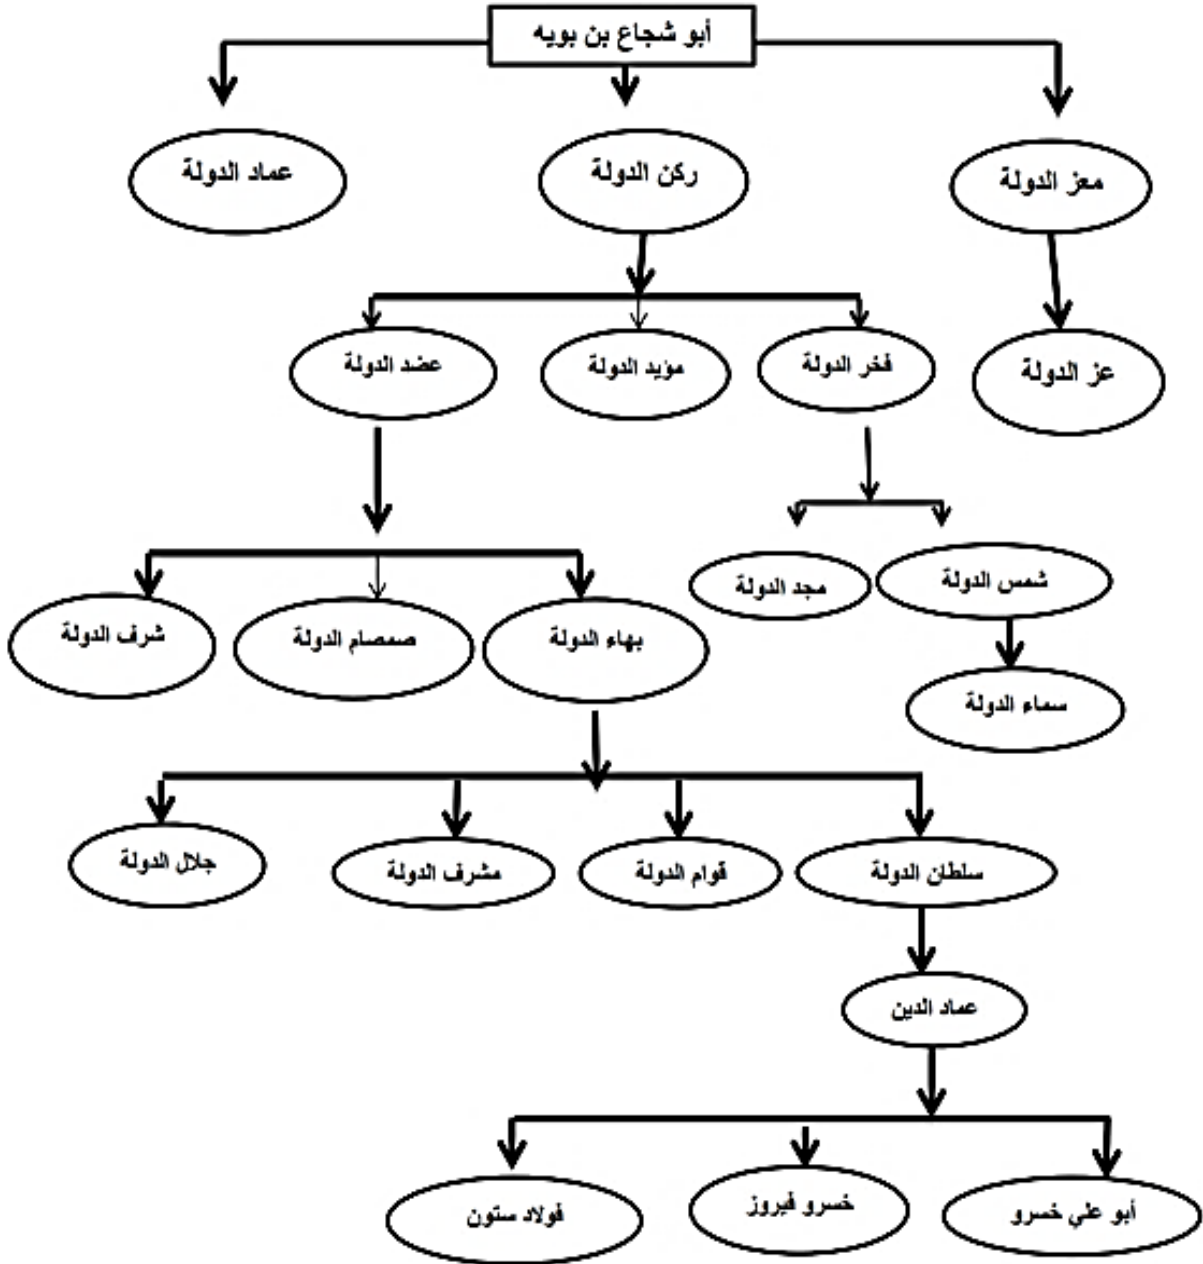 أبو شجاع بن بويه
معز الدولة
ركن الدولة
عماد الدولة
عز الدولة
فخر الدولة
مؤيد الدولة
عضد الدولة
شمس الدولة
مجد الدولة
بهاء الدولة
صمصام الدولة
شرف الدولة
سماء الدولة
سلطان الدولة
قوام الدولة
مشرف الدولة
جلال الدولة
عماد الدين
أبو علي خسرو
خسرو فيروز
فولاد ستون